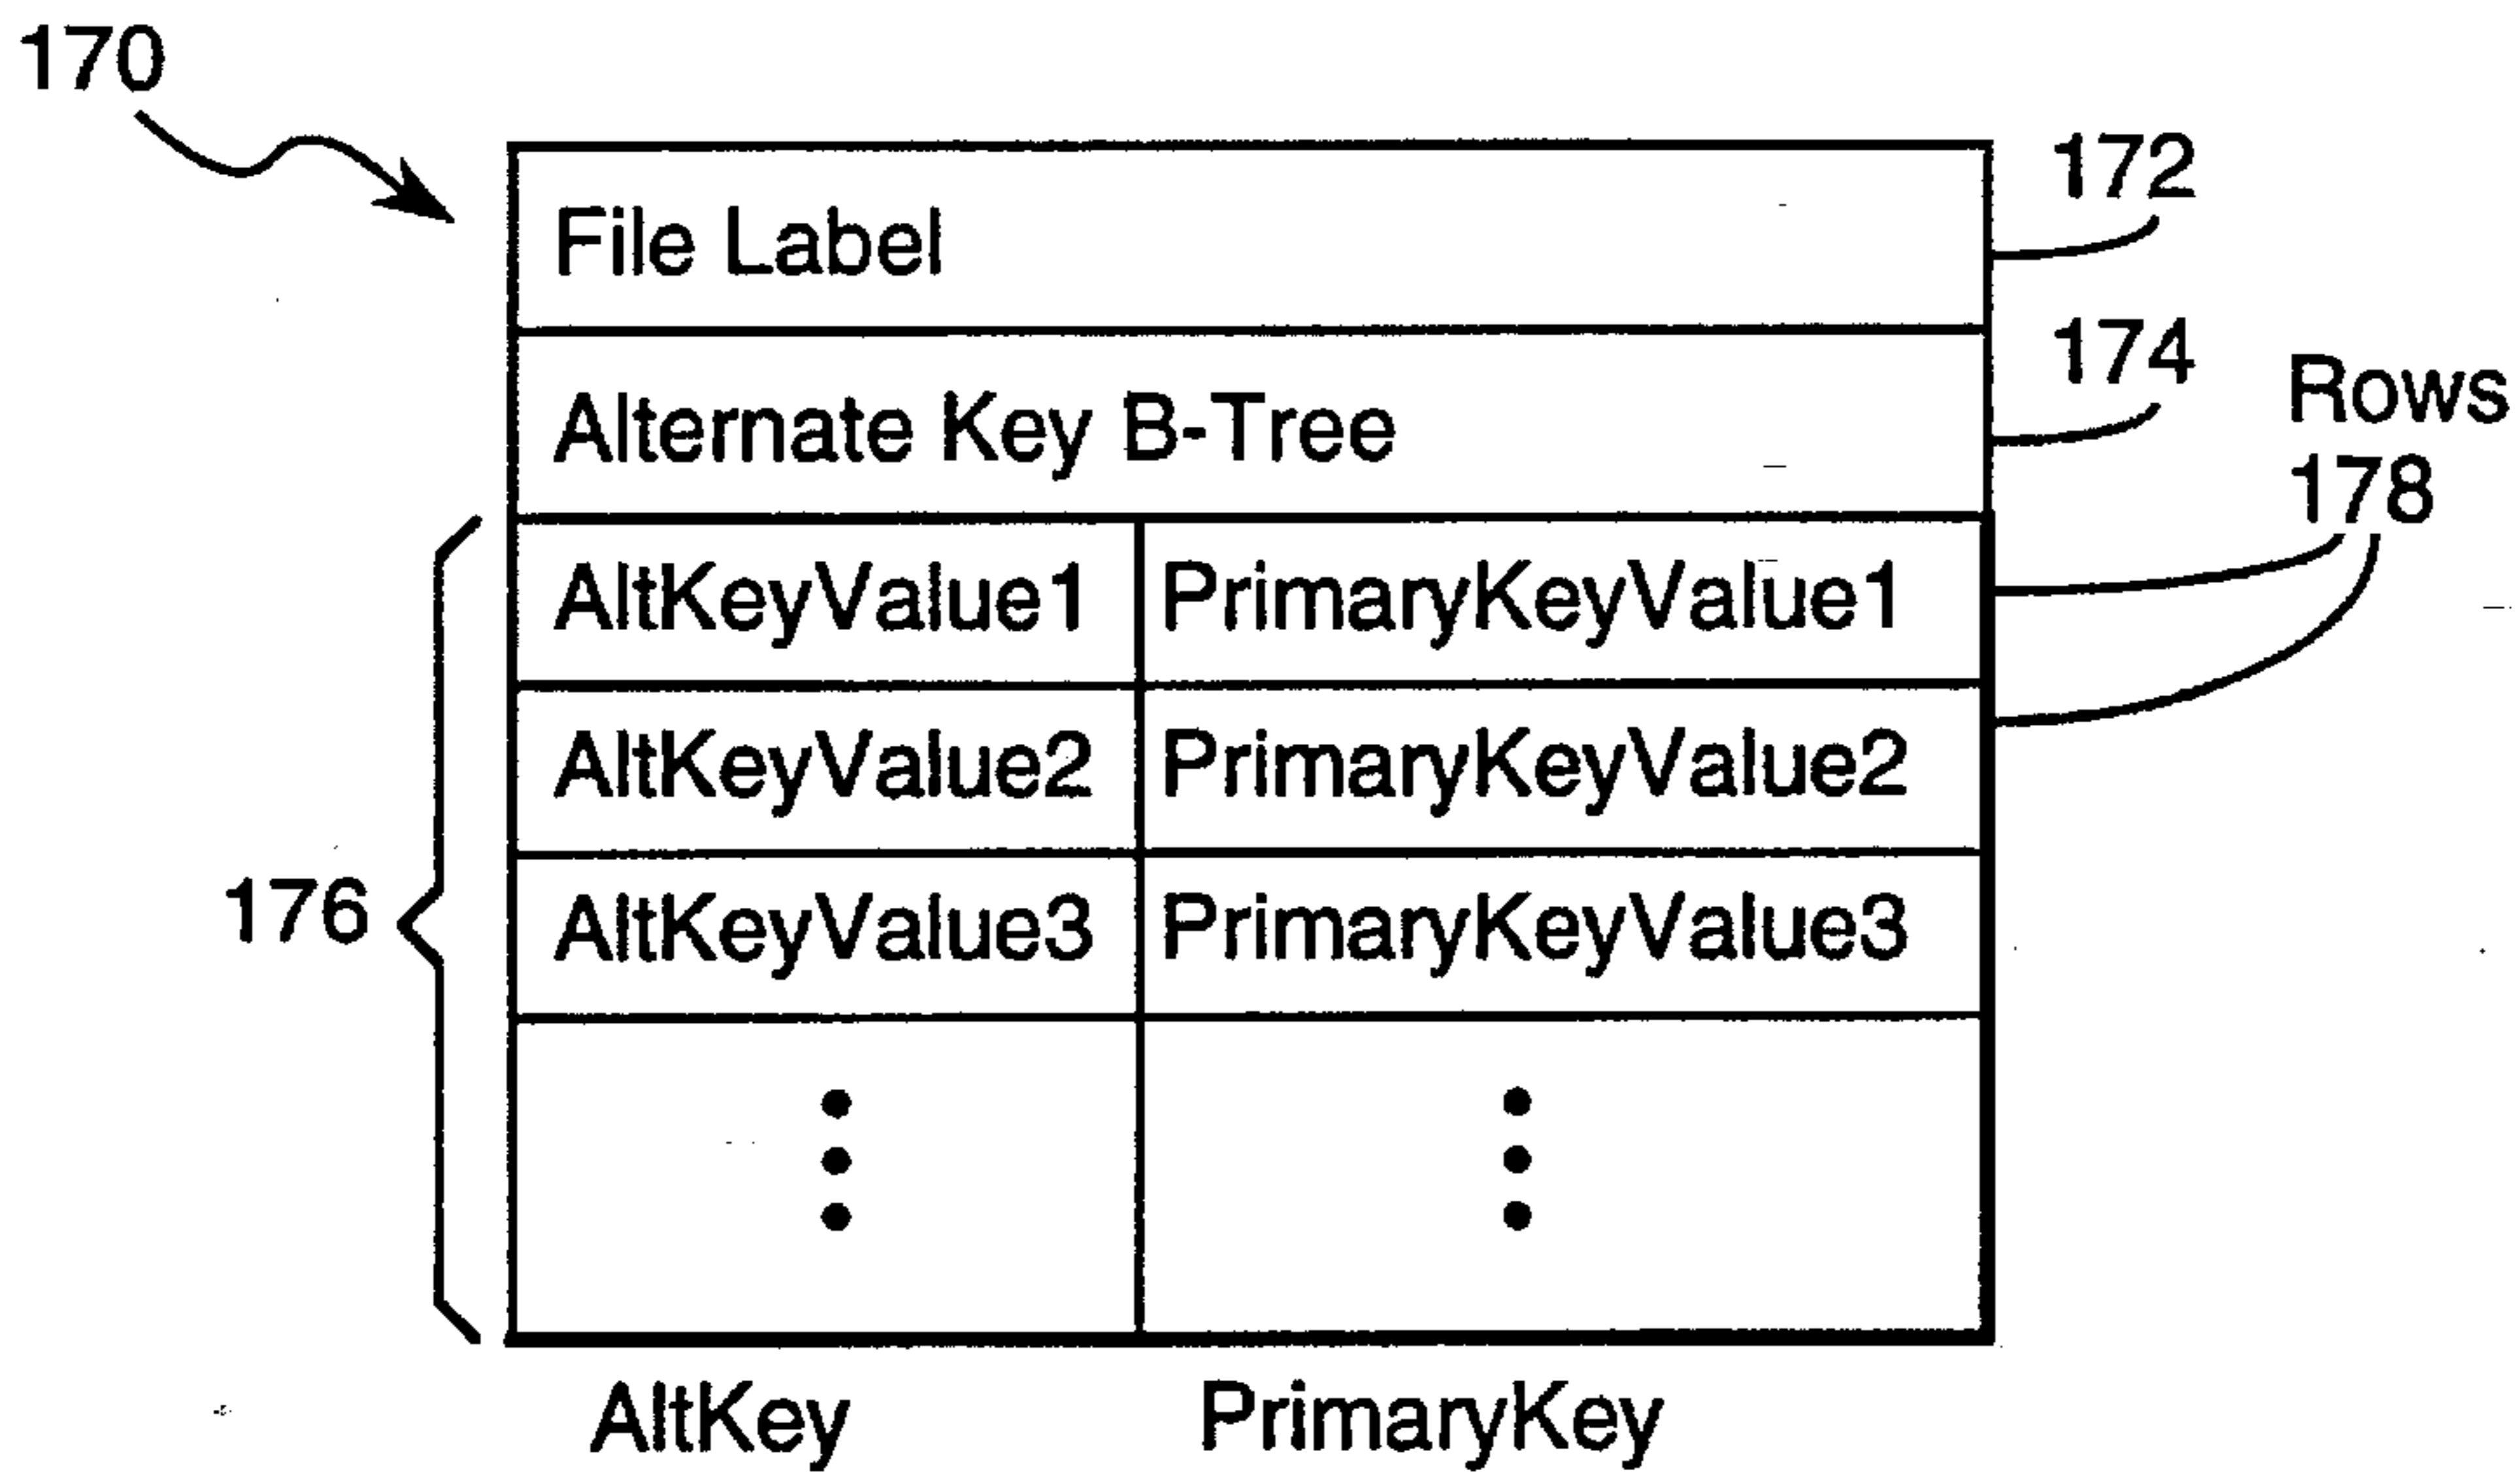 170
172
File Label
174
Rows
Alternate Key B-Tree
178
AltKeyValue1 PrimaryKeyValue1
AltKeyValue2 PrimaryKeyValue2
176
AltKeyValue3 PrimaryKeyValue3
AltKey PrimaryKey